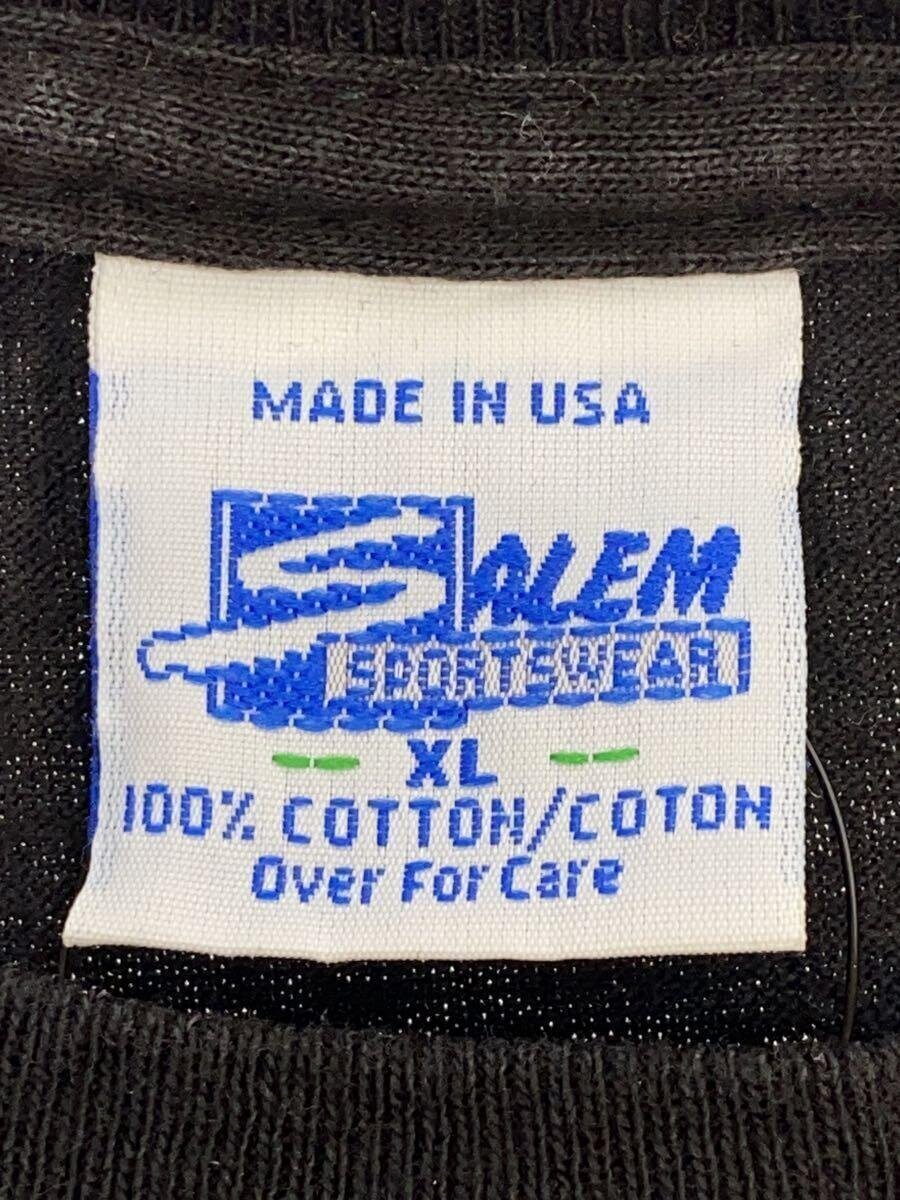 MADE IN USA
SALEM
SPORTSWEAR
XL
100% COTTON/COTON
Over For Care